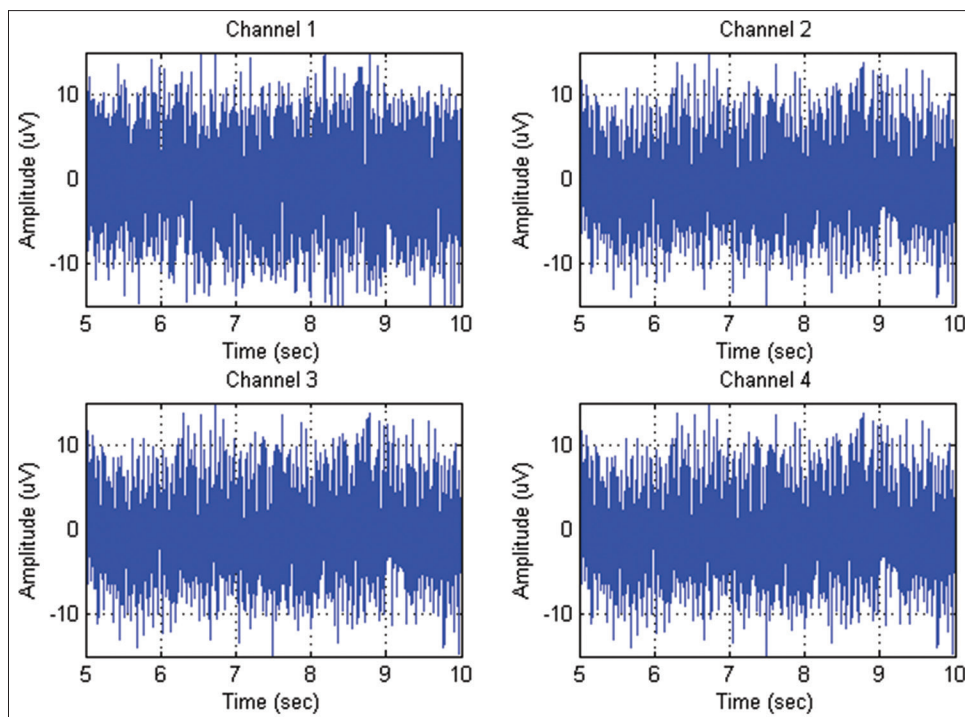 Channel 1
Amplitude (uV)
10
0
-10
5 6 7 8 9 10
Time (sec)
Channel 2
Amplitude (uV)
10
0
-10
5 6 7 8 9 10
Time (sec)
Channel 3
Amplitude (uV)
10
0
-10
5 6 7 8 9 10
Time (sec)
Channel 4
Amplitude (uV)
10
0
-10
5 6 7 8 9 10
Time (sec)